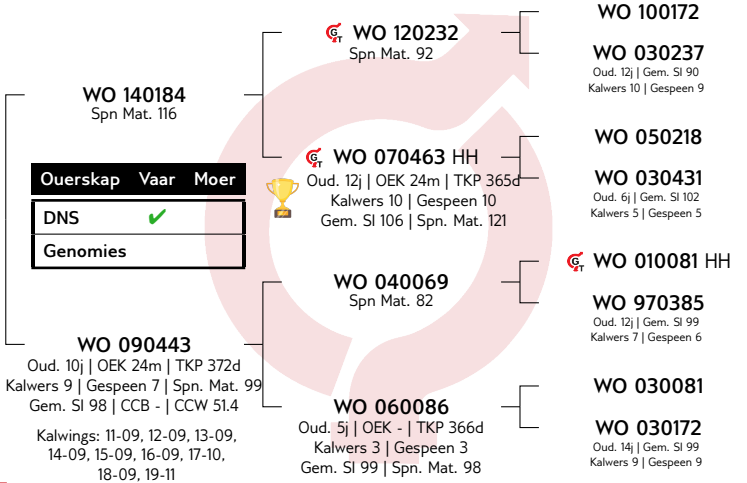 WO 140184
Spn Mat. 116
Ouerskap Vaar Moer
DNS ✔
Genomies
WO 090443
Oud. 10j | OEK 24m | TKP 372d
Kalwers 9 | Gespeen 7 | Spn. Mat. 99
Gem. SI 98 | CCB - | CCW 51.4
Kalwings: 11-09, 12-09, 13-09,
14-09, 15-09, 16-09, 17-10,
18-09, 19-11
GT WO 120232
Spn Mat. 92
GT WO 070463 HH
Oud. 12j | OEK 24m | TKP 365d
Kalwers 10 | Gespeen 10
Gem. SI 106 | Spn. Mat. 121
WO 040069
Spn Mat. 82
WO 060086
Oud. 5j | OEK - | TKP 366d
Kalwers 3 | Gespeen 3
Gem. SI 99 | Spn. Mat. 98
WO 100172
WO 030237
Oud. 12j | Gem. SI 90
Kalwers 10 | Gespeen 9
WO 050218
WO 030431
Oud. 6j | Gem. SI 102
Kalwers 5 | Gespeen 5
GT WO 010081 HH
WO 970385
Oud. 12j | Gem. SI 99
Kalwers 7 | Gespeen 6
WO 030081
WO 030172
Oud. 14j | Gem. SI 99
Kalwers 9 | Gespeen 9